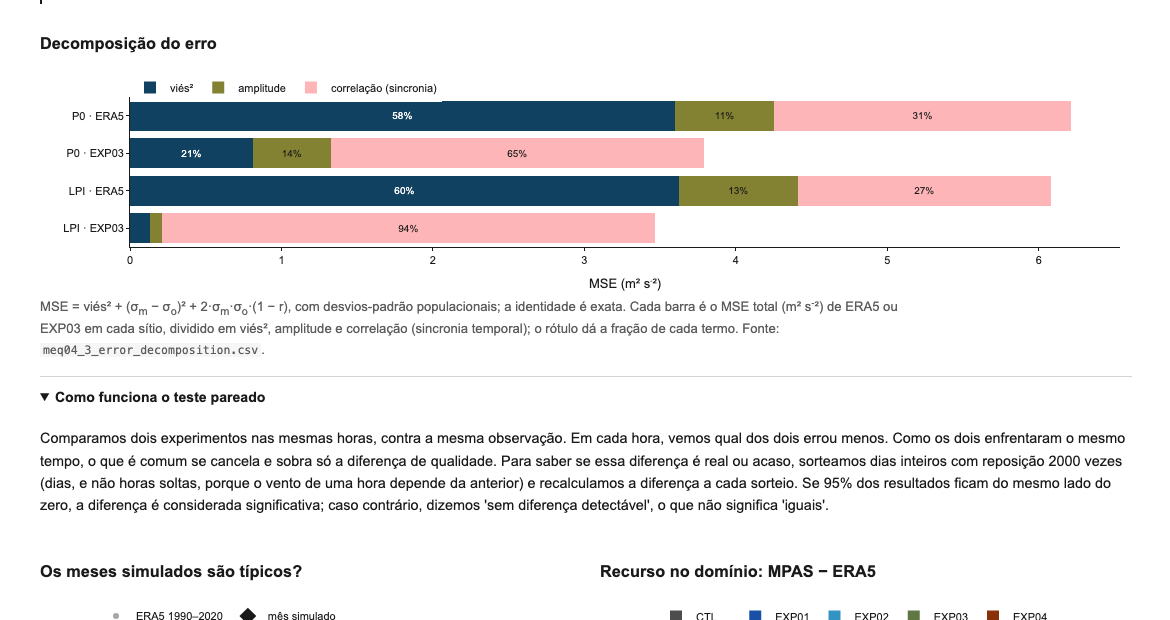 Decomposição do erro
viés² amplitude correlação (sincronia)
P0 · ERA5 58% 11% 31%
P0 · EXP03 21% 14% 65%
LPI · ERA5 60% 13% 27%
LPI · EXP03 94%
0 1 2 3 4 5 6
MSE (m² s⁻²)
MSE = viés² + (σm − σo)² + 2·σm·σo·(1 − r), com desvios-padrão populacionais; a identidade é exata. Cada barra é o MSE total (m² s⁻²) de ERA5 ou
EXP03 em cada sítio, dividido em viés², amplitude e correlação (sincronia temporal); o rótulo dá a fração de cada termo. Fonte:
meq04_3_error_decomposition.csv.
▼ Como funciona o teste pareado
Comparamos dois experimentos nas mesmas horas, contra a mesma observação. Em cada hora, vemos qual dos dois errou menos. Como os dois enfrentaram o mesmo
tempo, o que é comum se cancela e sobra só a diferença de qualidade. Para saber se essa diferença é real ou acaso, sorteamos dias inteiros com reposição 2000 vezes
(dias, e não horas soltas, porque o vento de uma hora depende da anterior) e recalculamos a diferença a cada sorteio. Se 95% dos resultados ficam do mesmo lado do
zero, a diferença é considerada significativa; caso contrário, dizemos 'sem diferença detectável', o que não significa 'iguais'.
Os meses simulados são típicos?
ERA5 1990–2020 mês simulado
Recurso no domínio: MPAS − ERA5
CTL EXP01 EXP02 EXP03 EXP04